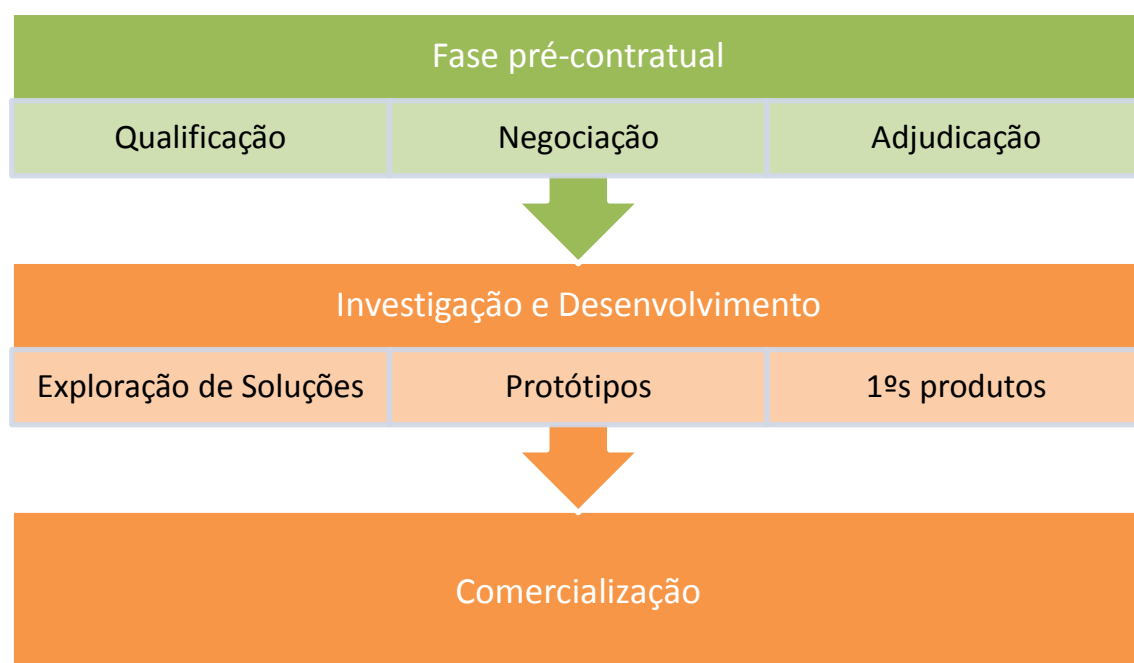 Fase pré-contratual
Qualificação
Negociação
Adjudicação
Investigação e Desenvolvimento
Exploração de Soluções
Protótipos
1ºs produtos
Comercialização